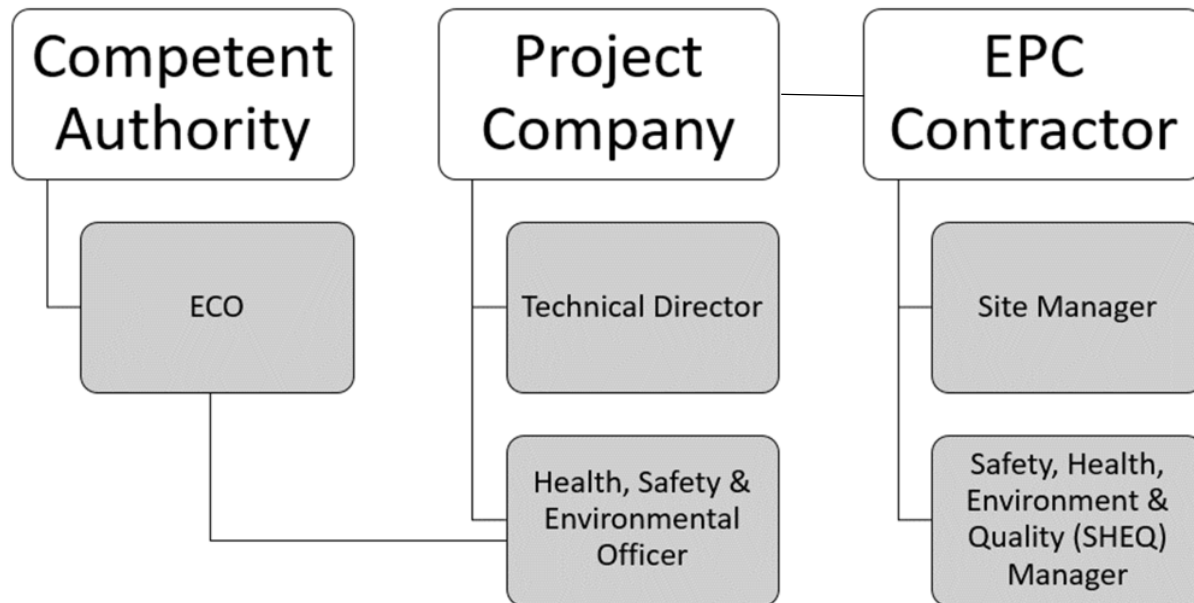 Competent
Authority
Project
Company
EPC
Contractor
ECO
Technical Director
Site Manager
Health, Safety &
Environmental
Officer
Safety, Health,
Environment &
Quality (SHEQ)
Manager